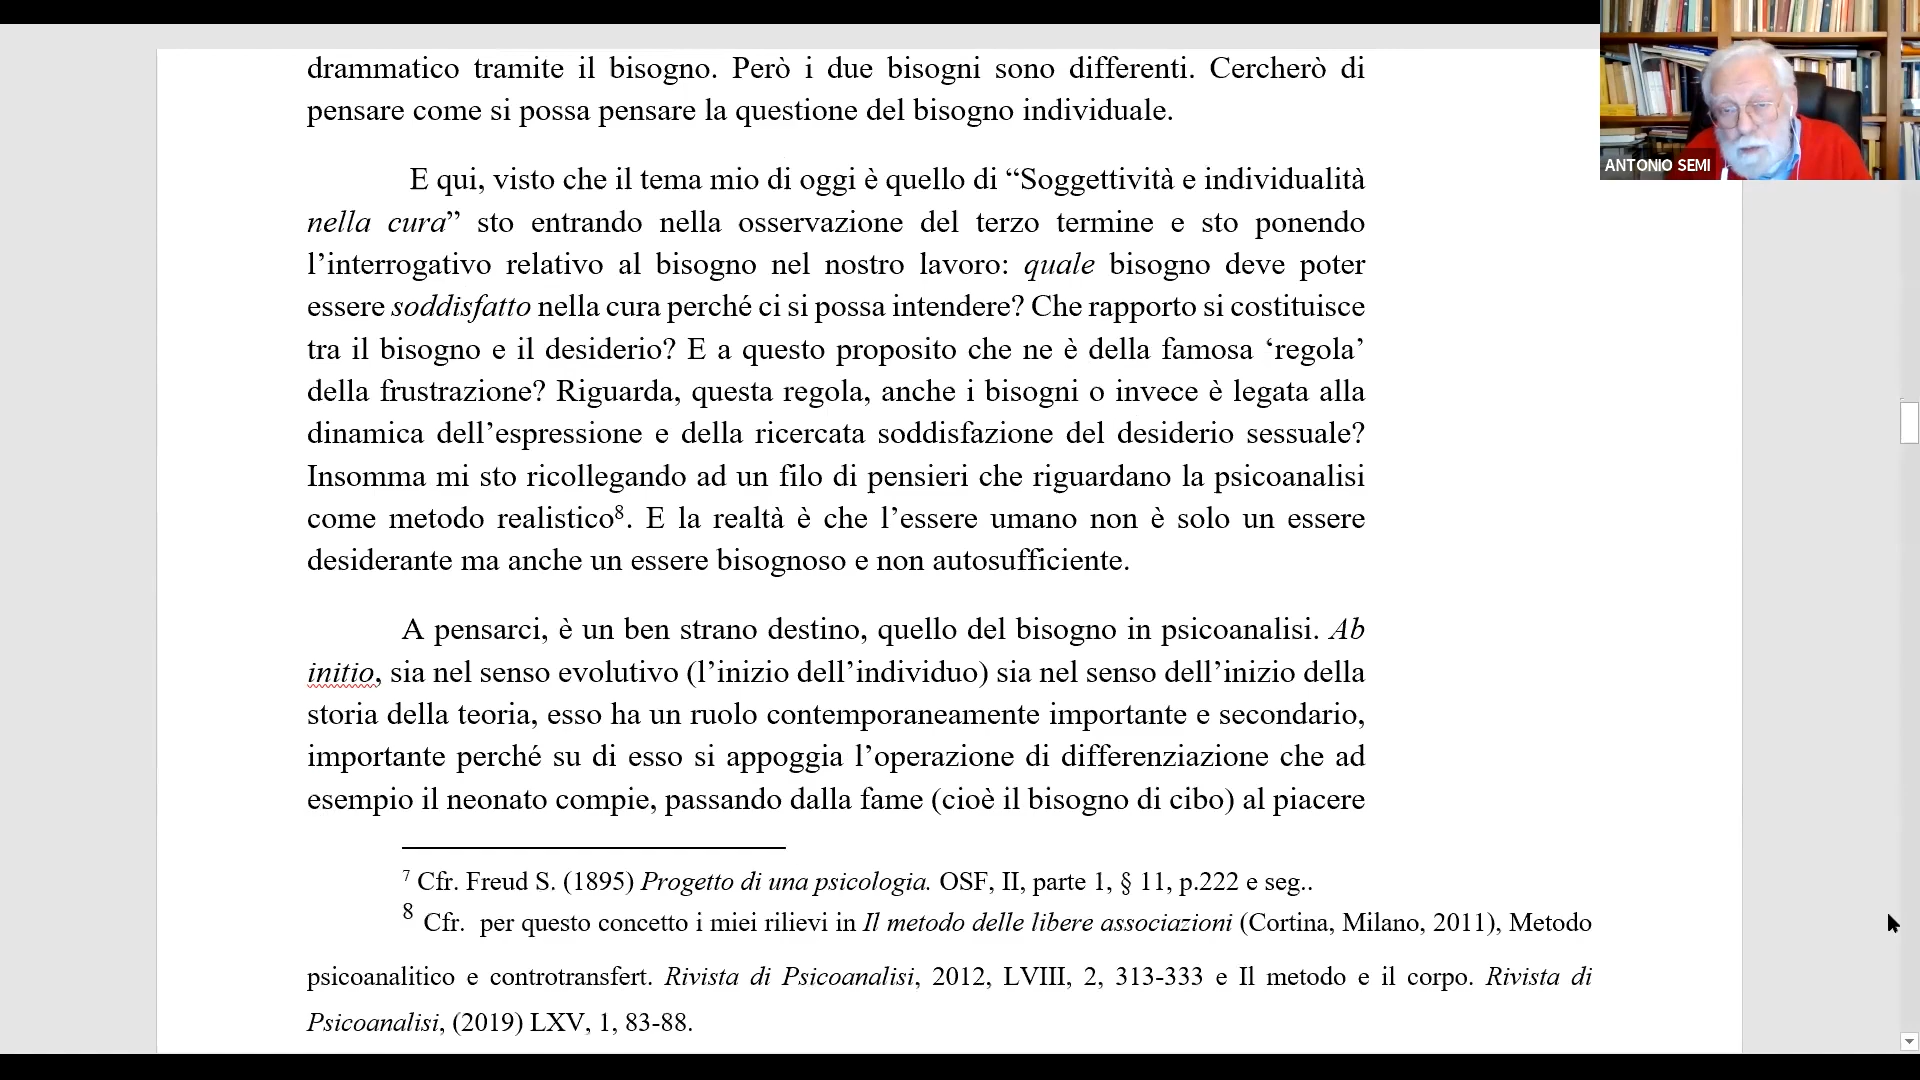 drammatico tramite il bisogno. Però i due bisogni sono differenti. Cercherò di
pensare come si possa pensare la questione del bisogno individuale.
E qui, visto che il tema mio di oggi è quello di “Soggettività e individualità
nella cura” sto entrando nella osservazione del terzo termine e sto ponendo
l’interrogativo relativo al bisogno nel nostro lavoro: quale bisogno deve poter
essere soddisfatto nella cura perché ci si possa intendere? Che rapporto si costituisce
tra il bisogno e il desiderio? E a questo proposito che ne è della famosa ‘regola’
della frustrazione? Riguarda, questa regola, anche i bisogni o invece è legata alla
dinamica dell’espressione e della ricercata soddisfazione del desiderio sessuale?
Insomma mi sto ricollegando ad un filo di pensieri che riguardano la psicoanalisi
come metodo realistico⁸. E la realtà è che l’essere umano non è solo un essere
desiderante ma anche un essere bisognoso e non autosufficiente.
A pensarci, è un ben strano destino, quello del bisogno in psicoanalisi. Ab
initio, sia nel senso evolutivo (l’inizio dell’individuo) sia nel senso dell’inizio della
storia della teoria, esso ha un ruolo contemporaneamente importante e secondario,
importante perché su di esso si appoggia l’operazione di differenziazione che ad
esempio il neonato compie, passando dalla fame (cioè il bisogno di cibo) al piacere
⁷ Cfr. Freud S. (1895) Progetto di una psicologia. OSF, II, parte 1, § 11, p.222 e seg..
⁸ Cfr. per questo concetto i miei rilievi in Il metodo delle libere associazioni (Cortina, Milano, 2011), Metodo
psicoanalitico e controtransfert. Rivista di Psicoanalisi, 2012, LVIII, 2, 313-333 e Il metodo e il corpo. Rivista di
Psicoanalisi, (2019) LXV, 1, 83-88.
ANTONIO SEMI